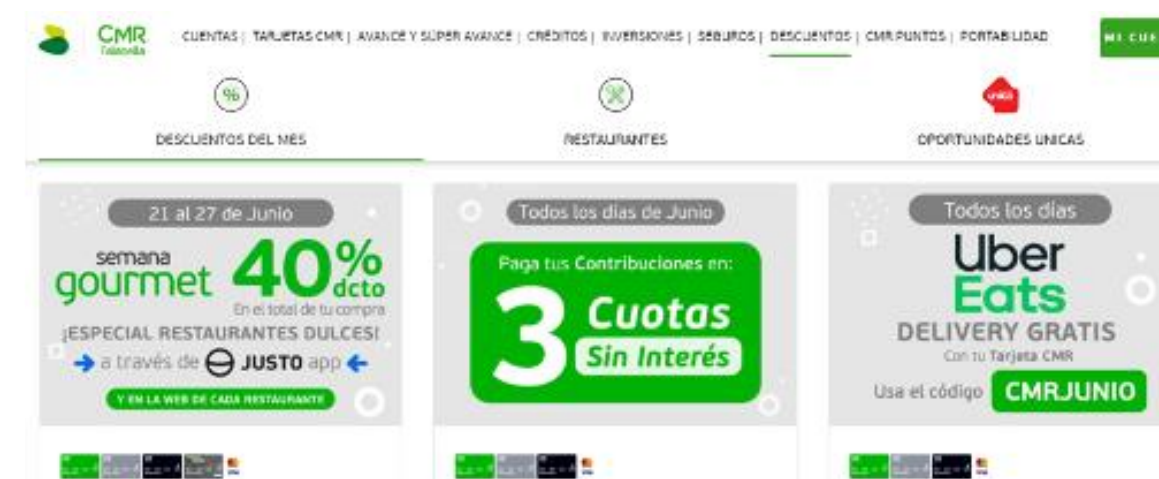 CMR
Falabella
CUENTAS | TARJETAS CMR | AVANCE Y SÚPER AVANCE | CRÉDITOS | INVERSIONES | SEGUROS | DESCUENTOS | CMR PUNTOS | PORTABILIDAD
MI CUE
%
unica
DESCUENTOS DEL MES
RESTAURANTES
OPORTUNIDADES UNICAS
21 al 27 de Junio
semana
gourmet
40%
dcto
En el total de tu compra
¡ESPECIAL RESTAURANTES DULCES!
a través de JUSTO app
Y EN LA WEB DE CADA RESTAURANTE
Todos los días de Junio
Paga tus Contribuciones en:
3 Cuotas
Sin Interés
Todos los días
Uber
Eats
DELIVERY GRATIS
Con tu Tarjeta CMR
Usa el código CMRJUNIO